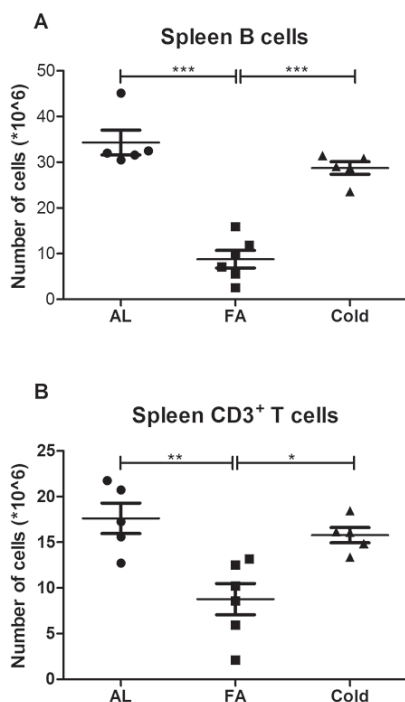 A
Spleen B cells
Number of cells (*10^6)
50
40
30
20
10
0
***
***
AL
FA
Cold
B
Spleen CD3⁺ T cells
Number of cells (*10^6)
25
20
15
10
5
0
**
*
AL
FA
Cold